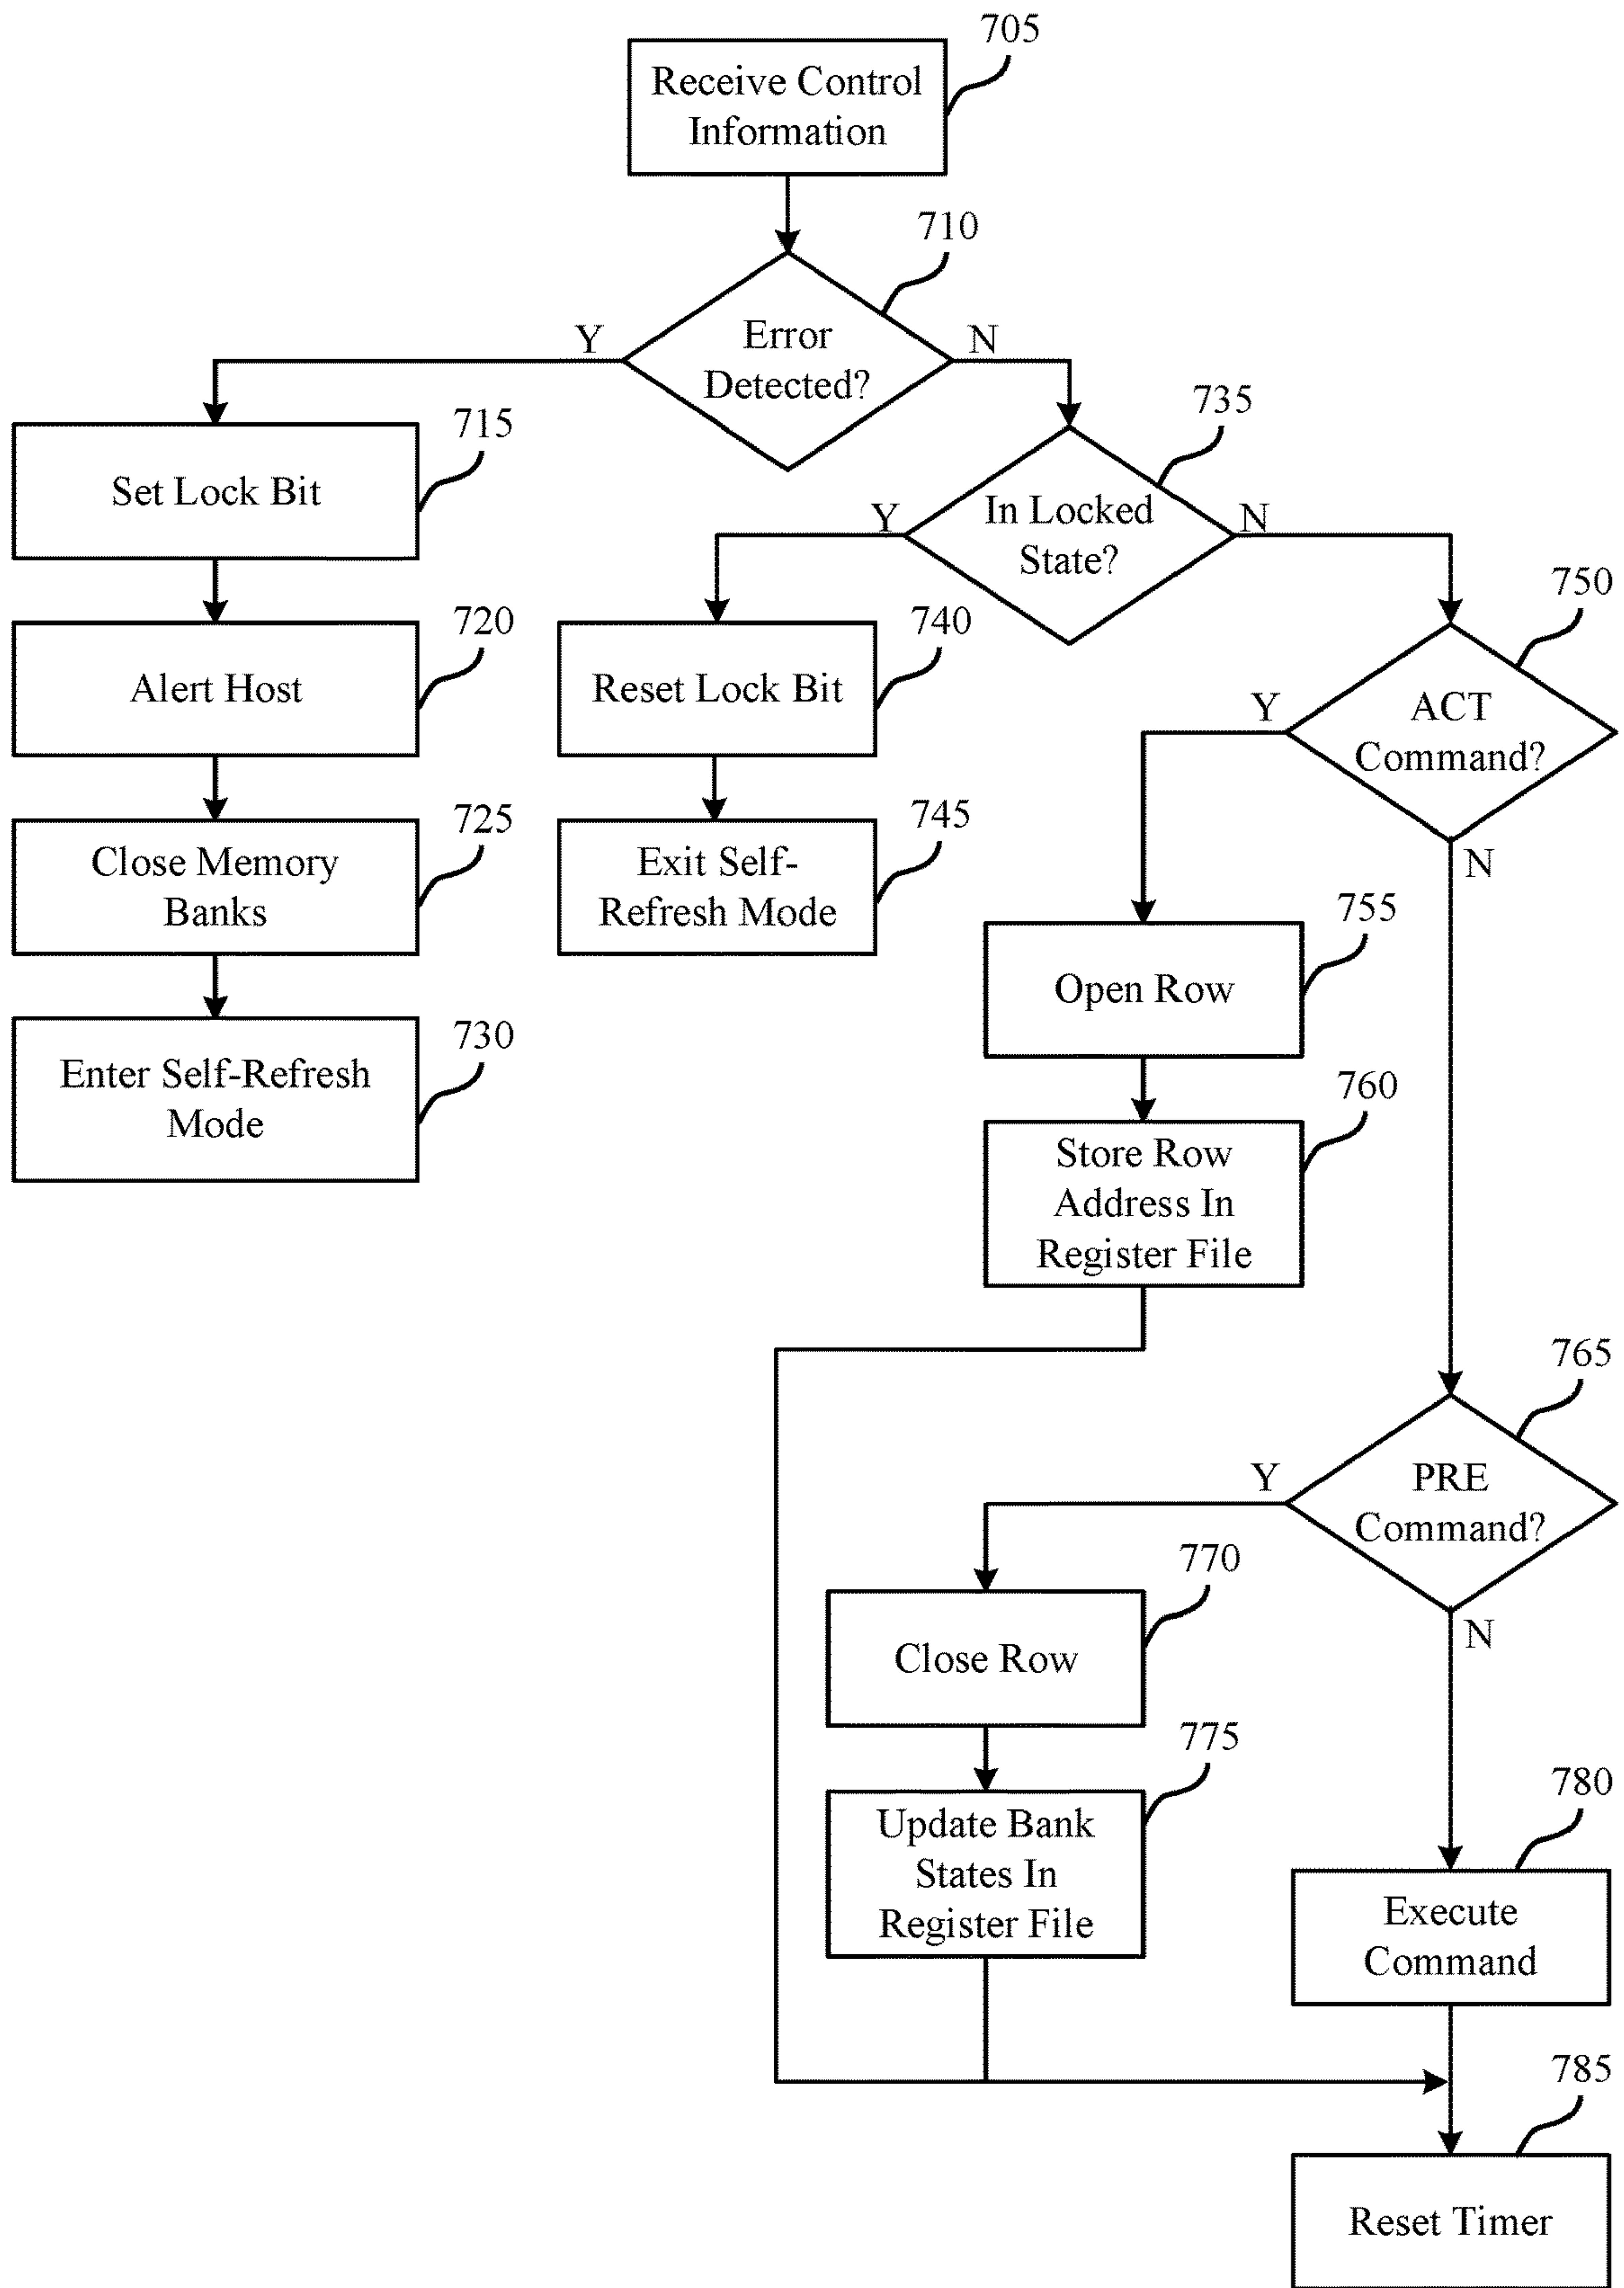 705
Receive Control
Information
710
Error
Detected?
Y
N
715
Set Lock Bit
735
In Locked
State?
Y
N
720
Alert Host
740
Reset Lock Bit
750
ACT
Command?
Y
N
725
Close Memory
Banks
745
Exit Self-
Refresh Mode
755
Open Row
730
Enter Self-Refresh
Mode
760
Store Row
Address In
Register File
765
PRE
Command?
Y
N
770
Close Row
775
Update Bank
States In
Register File
780
Execute
Command
785
Reset Timer